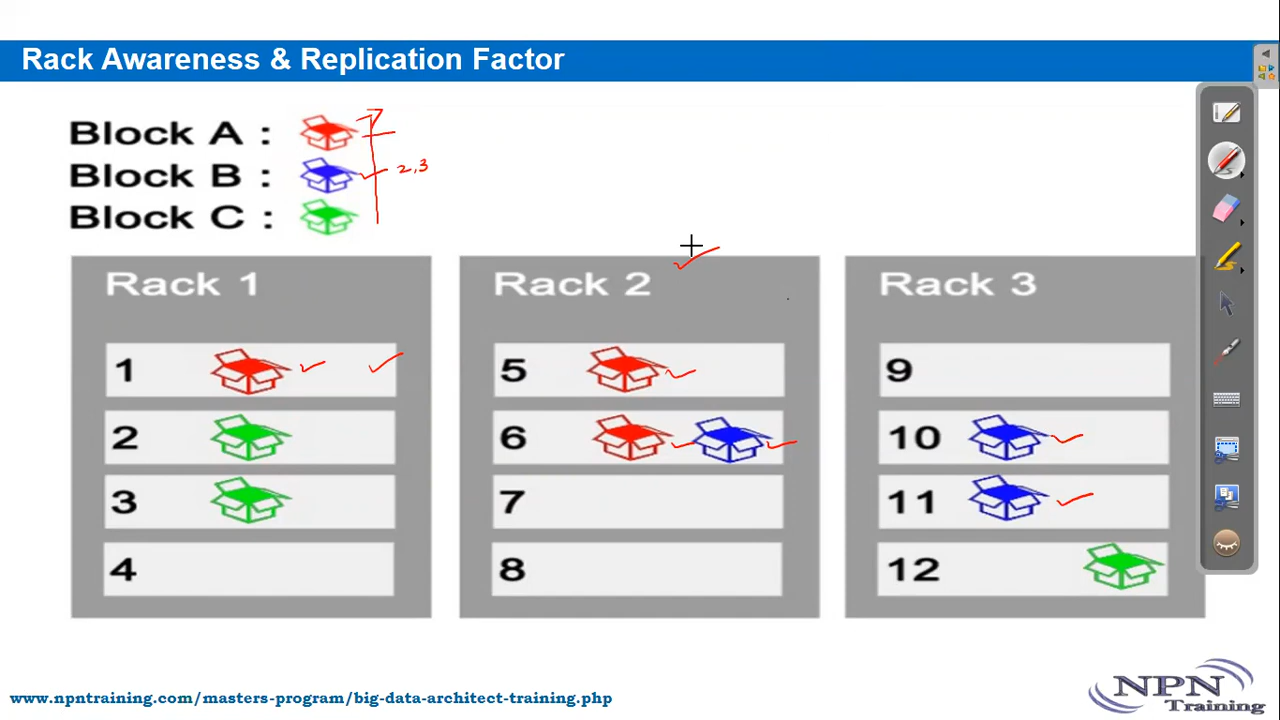 Rack Awareness & Replication Factor
Block A :
Block B :
2,3
Block C :
Rack 1
Rack 2
Rack 3
1
5
9
2
6
10
3
7
11
4
8
12
www.npntraining.com/masters-program/big-data-architect-training.php
NPN
Training